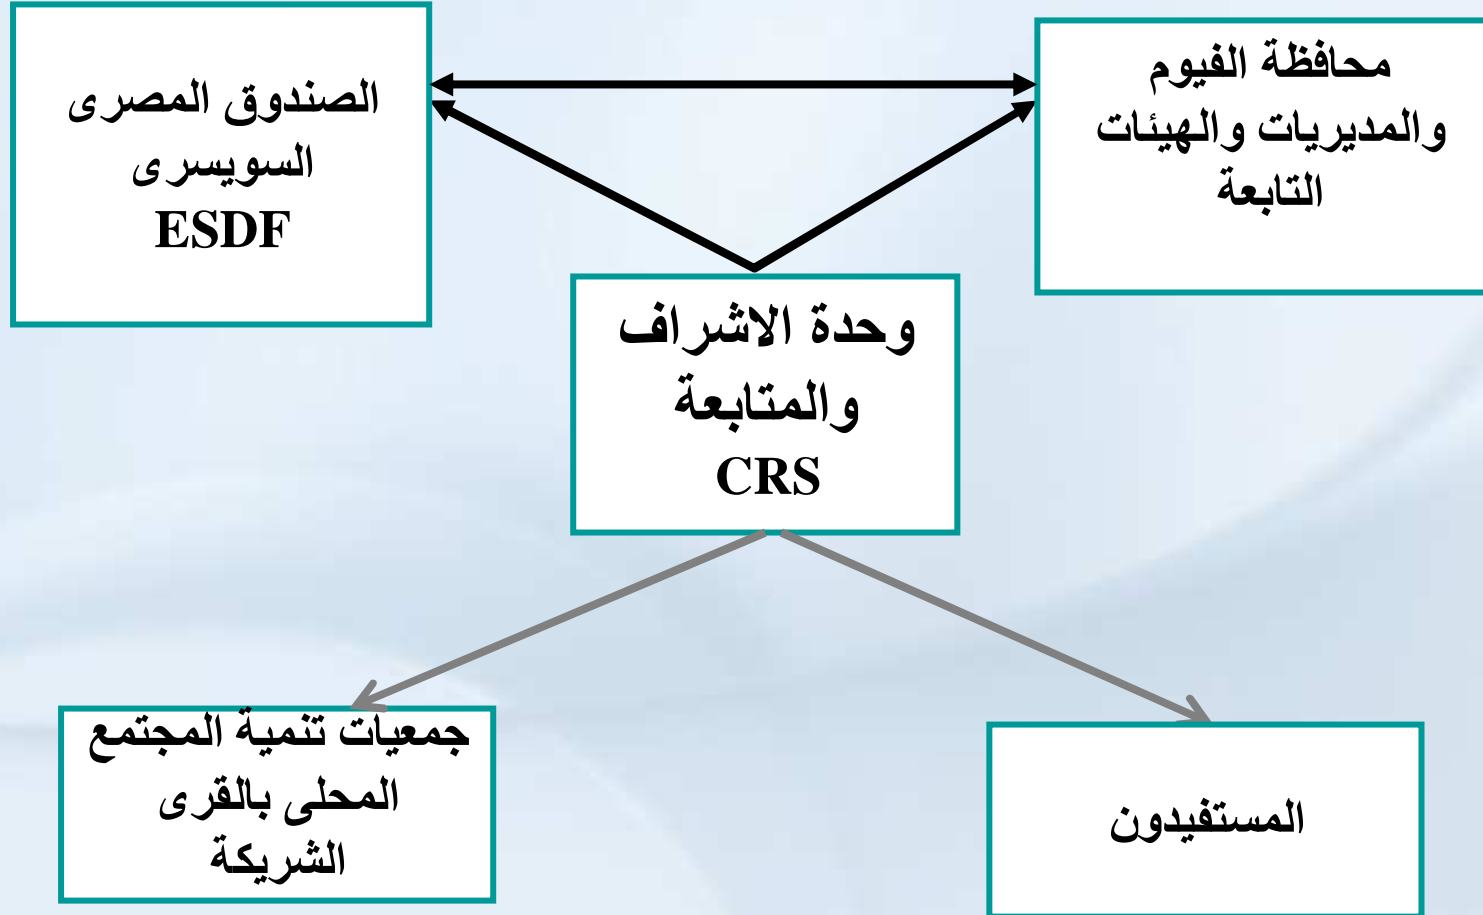 محافظة الفيوم
والمديريات والهيئات
التابعة
الصندوق المصرى
السويسرى
ESDF
وحدة الاشراف
والمتابعة
CRS
جمعيات تنمية المجتمع
المحلى بالقرى
الشريكة
المستفيدون